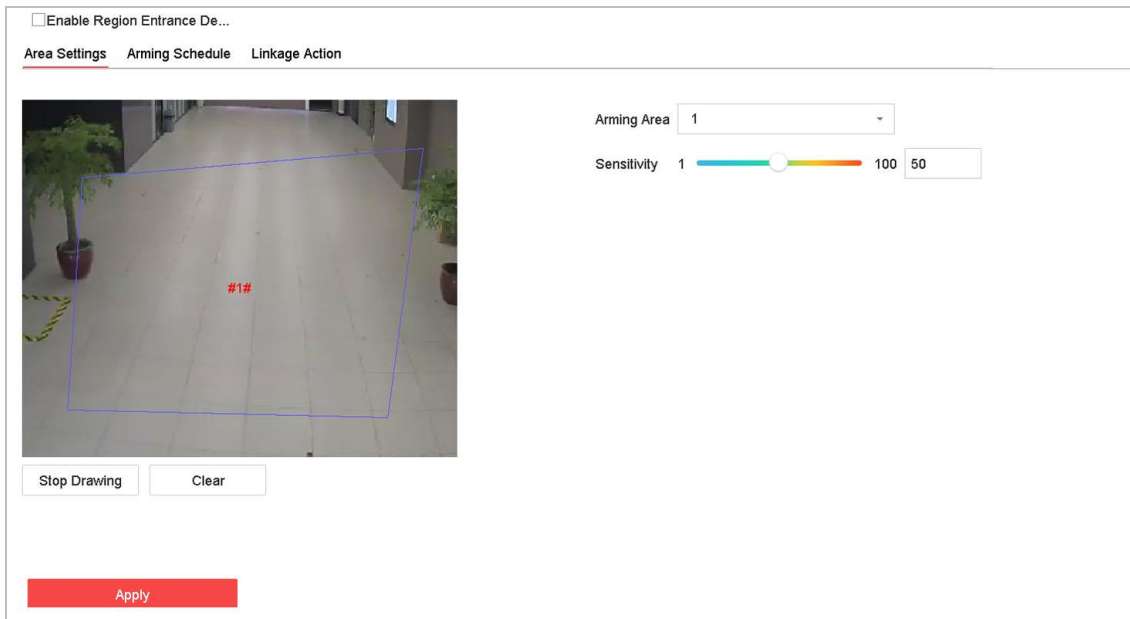 Enable Region Entrance De...
Area Settings Arming Schedule Linkage Action
Arming Area 1
Sensitivity 1 100 50
#1#
Stop Drawing Clear
Apply